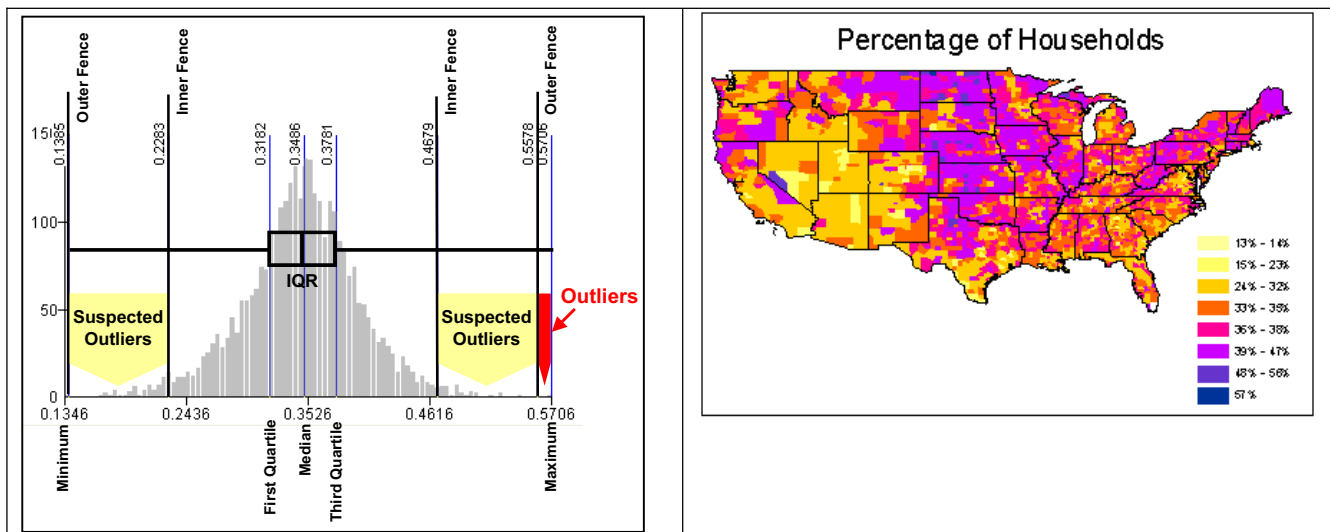 Outer Fence
Inner Fence
Inner Fence
Outer Fence
0.1385
0.2283
0.3182
0.3486
0.3781
0.4679
0.5578
0.5706
150
100
50
0
IQR
Suspected
Outliers
Suspected
Outliers
Outliers
0.1346
0.2436
0.3526
0.4616
0.5706
Minimum
First Quartile
Median
Third Quartile
Maximum
Percentage of Households
13% - 14%
15% - 23%
24% - 32%
33% - 35%
36% - 38%
39% - 47%
48% - 56%
57%